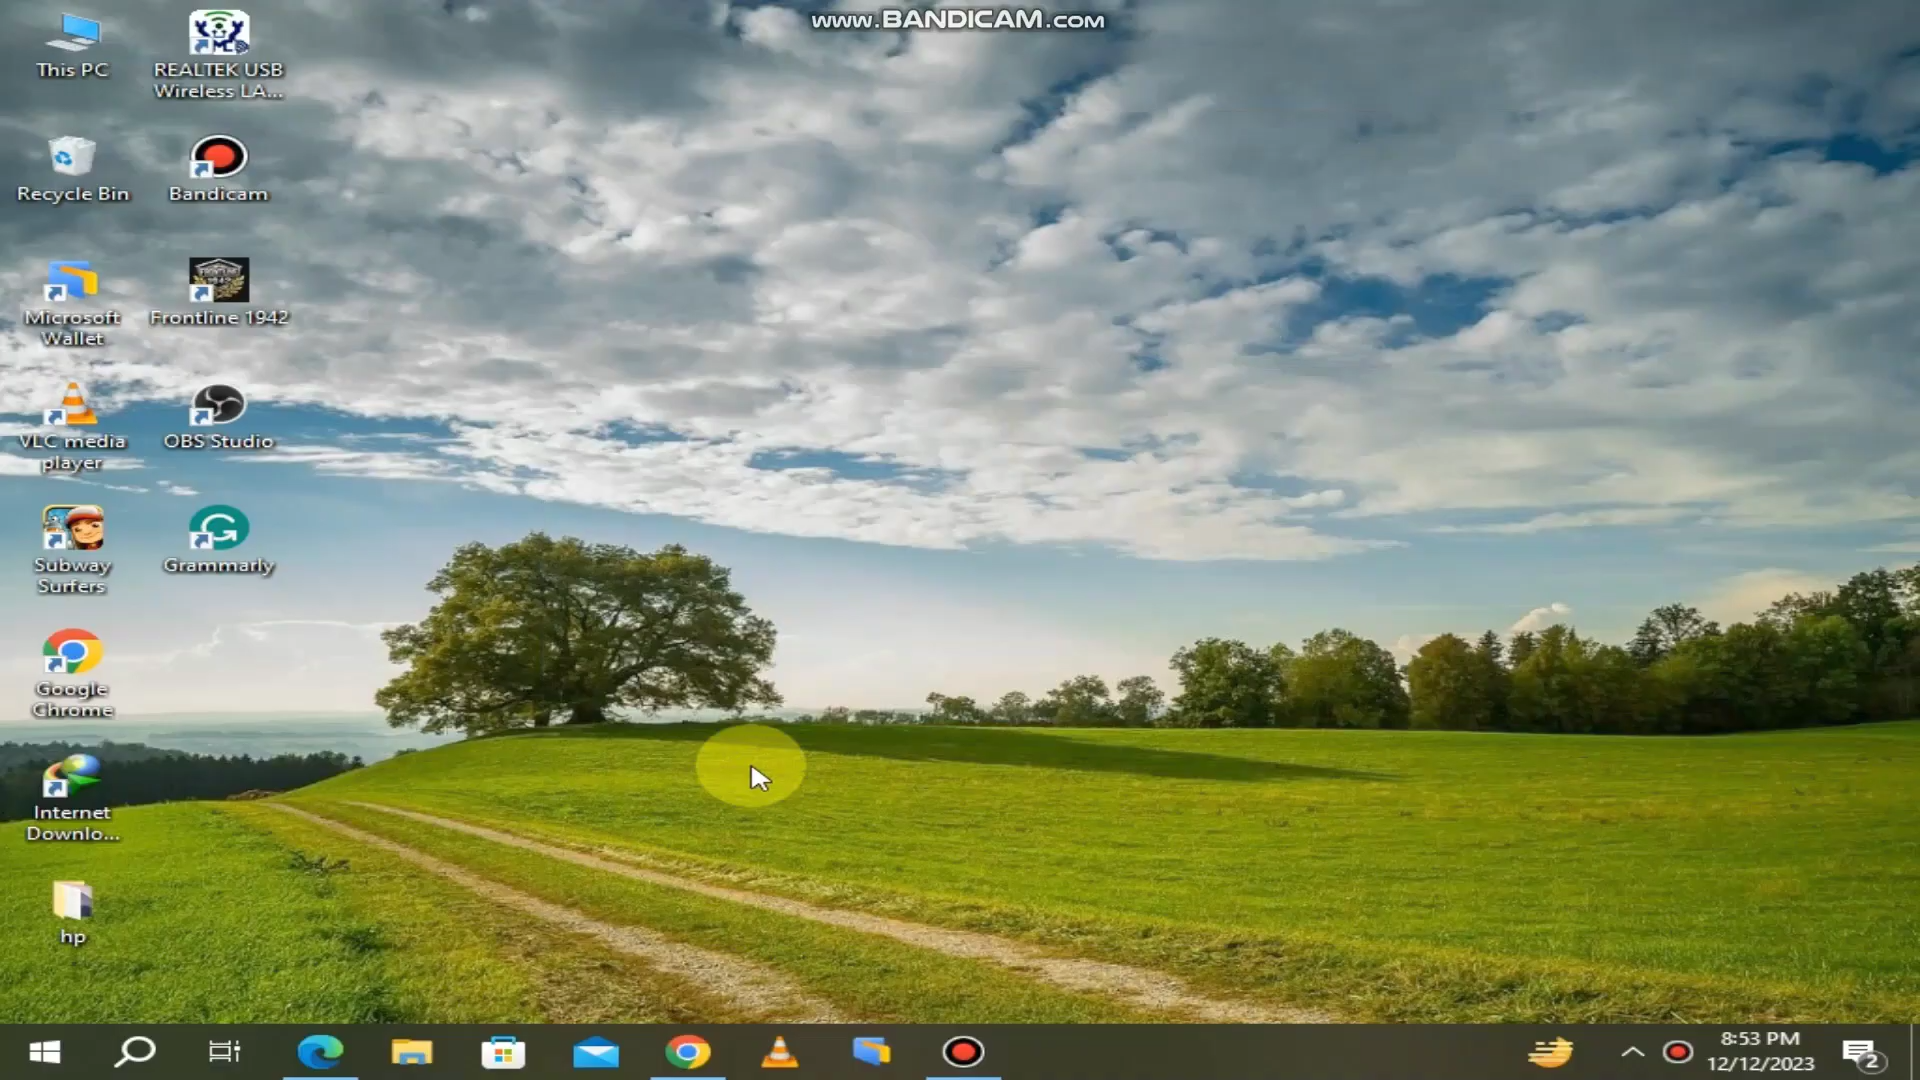 www.BANDICAM.com
This PC
REALTEK USB
Wireless LA...
Recycle Bin
Bandicam
Microsoft
Wallet
Frontline 1942
VLC media
player
OBS Studio
Subway
Surfers
Grammarly
Google
Chrome
Internet
Downlo...
hp
8:53 PM
12/12/2023
2